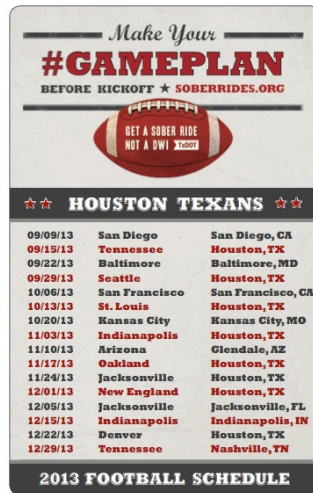 Make Your
#GAMEPLAN
BEFORE KICKOFF ★ SOBERRIDES.ORG
GET A SOBER RIDE
NOT A DWI TxDOT
HOUSTON TEXANS
09/09/13 San Diego San Diego, CA
09/15/13 Tennessee Houston, TX
09/22/13 Baltimore Baltimore, MD
09/29/13 Seattle Houston, TX
10/06/13 San Francisco San Francisco, CA
10/13/13 St. Louis Houston, TX
10/20/13 Kansas City Kansas City, MO
11/03/13 Indianapolis Houston, TX
11/10/13 Arizona Glendale, AZ
11/17/13 Oakland Houston, TX
11/24/13 Jacksonville Houston, TX
12/01/13 New England Houston, TX
12/05/13 Jacksonville Jacksonville, FL
12/15/13 Indianapolis Indianapolis, IN
12/22/13 Denver Houston, TX
12/29/13 Tennessee Nashville, TN
2013 FOOTBALL SCHEDULE